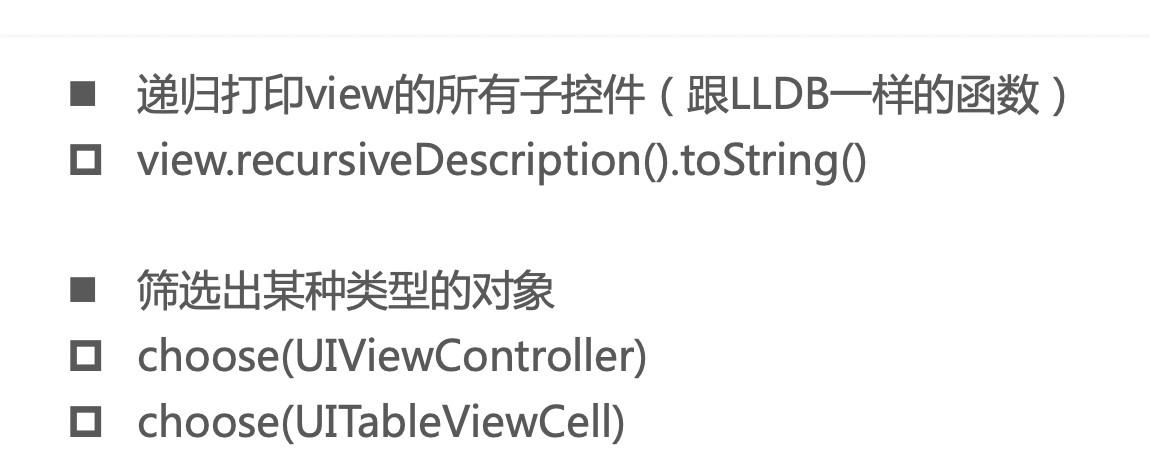 递归打印view的所有子控件（跟LLDB一样的函数）
view.recursiveDescription().toString()
筛选出某种类型的对象
choose(UIViewController)
choose(UITableViewCell)